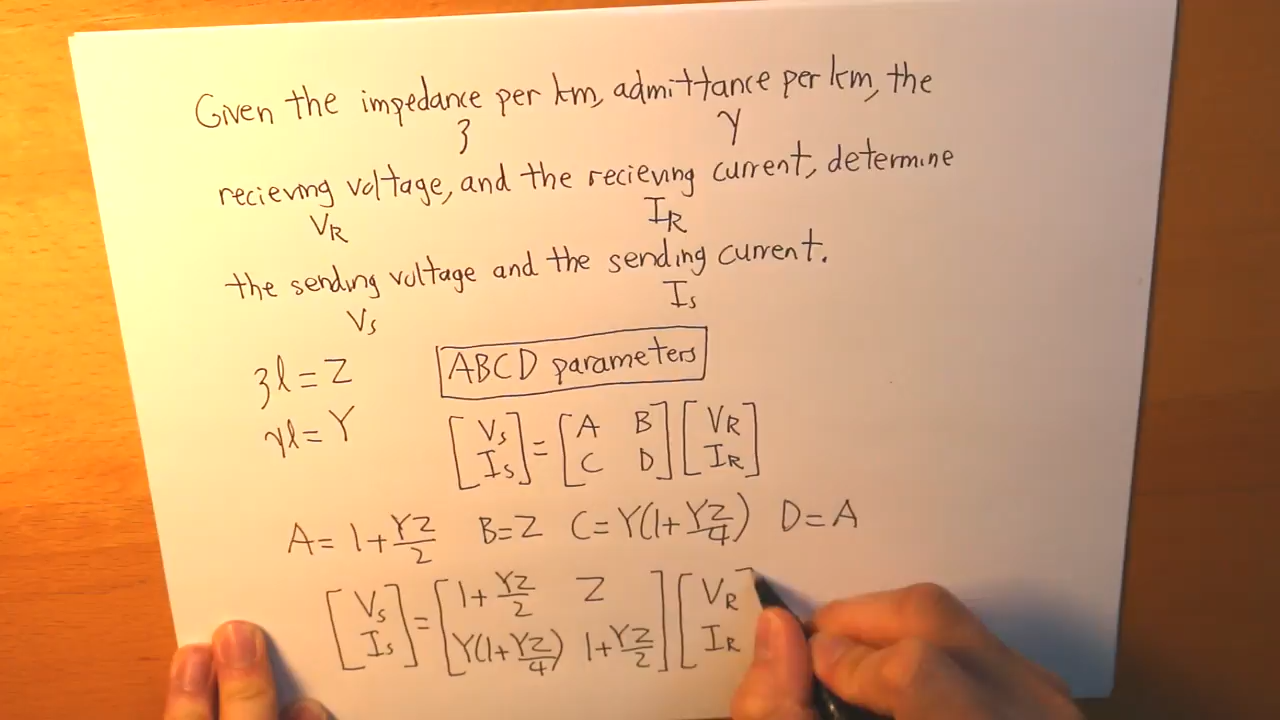 Given the impedance per km, admittance per km, the
z y
recieving voltage, and the recieving current, determine
VR IR
the sending voltage and the sending current.
Vs Is
zl = Z
yl = Y
ABCD parameters
[Vs Is] = [A B C D] [VR IR]
A = 1 + YZ/2 B = Z C = Y(1 + YZ/4) D = A
[Vs Is] = [1 + YZ/2 Z Y(1 + YZ/4) 1 + YZ/2] [VR IR]